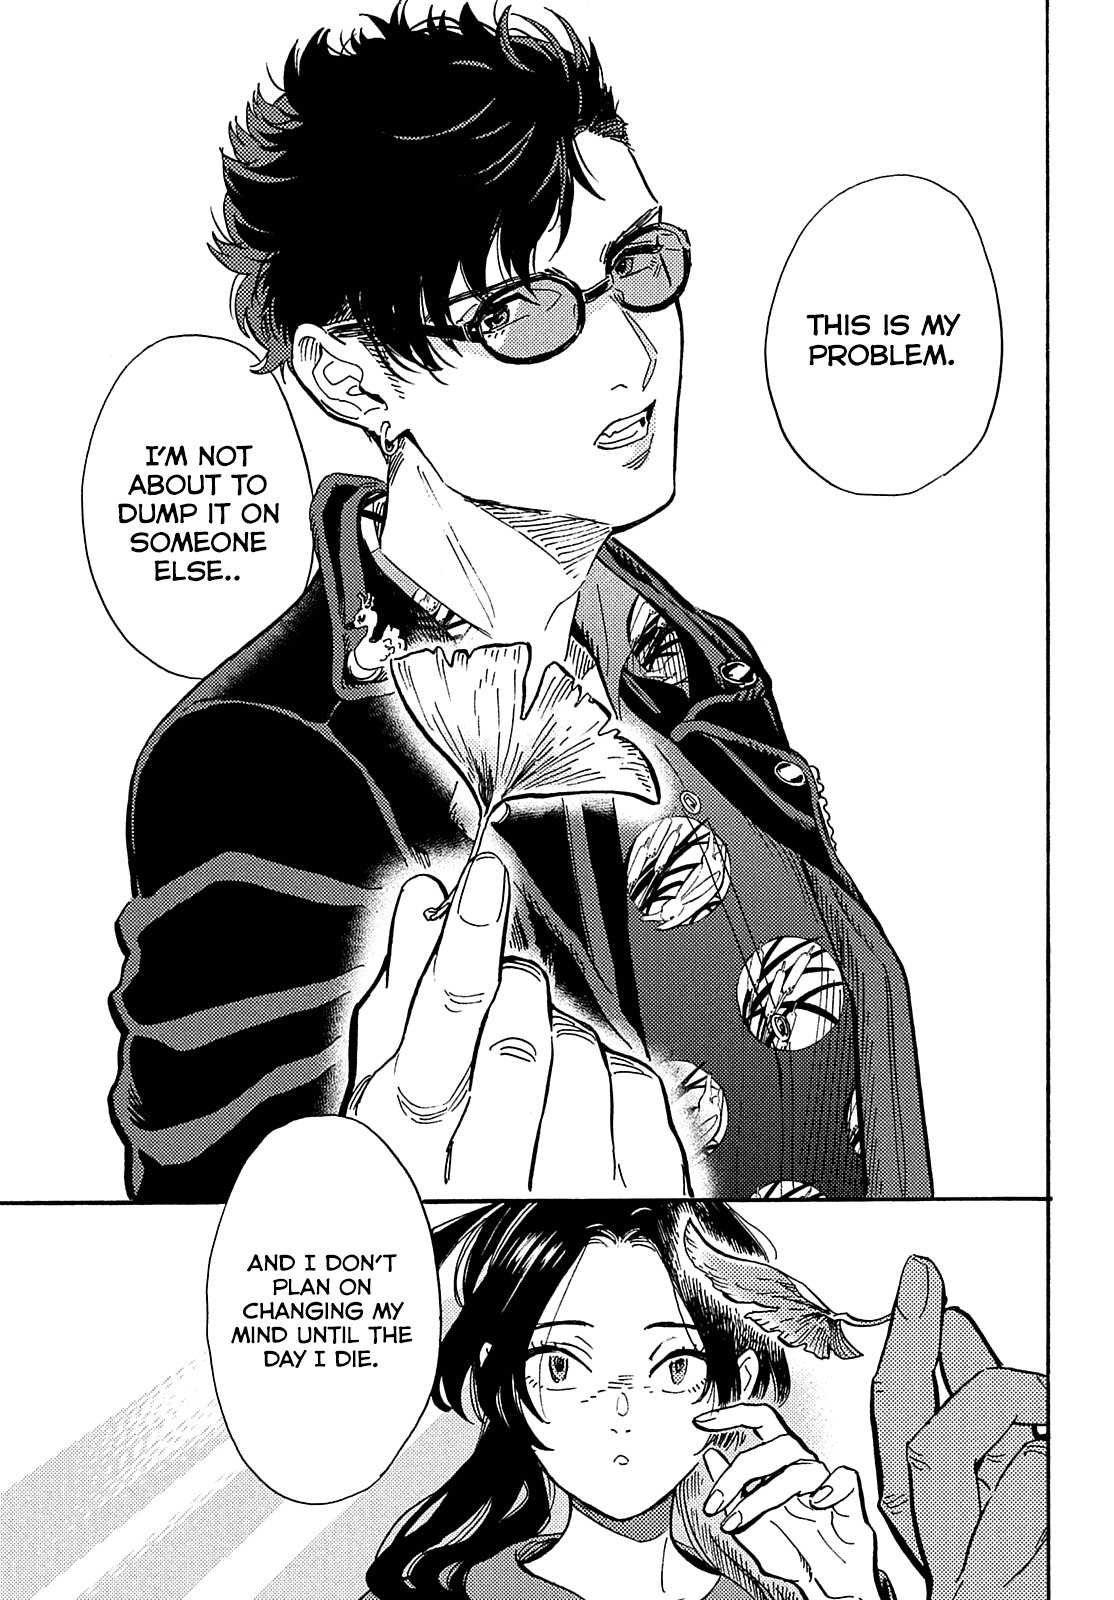 THIS IS MY
PROBLEM.
I'M NOT
ABOUT TO
DUMP IT ON
SOMEONE
ELSE..
AND I DON'T
PLAN ON
CHANGING MY
MIND UNTIL THE
DAY I DIE.